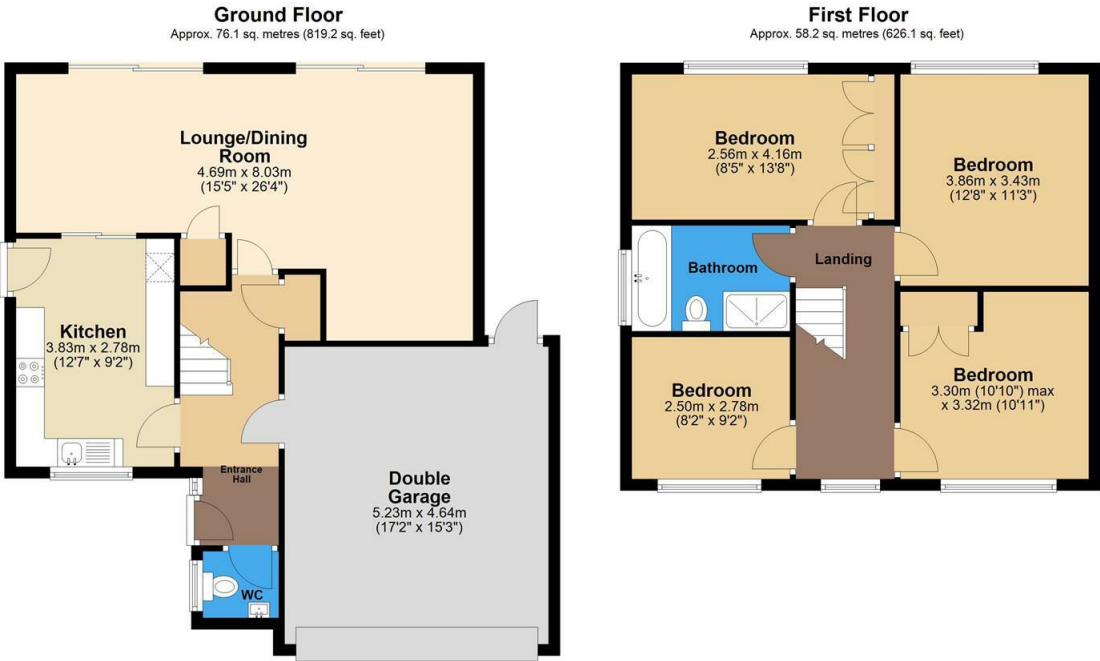 Ground Floor
Approx. 76.1 sq. metres (819.2 sq. feet)
Lounge/Dining
Room
4.69m x 8.03m
(15'5" x 26'4")
Kitchen
3.83m x 2.78m
(12'7" x 9'2")
Entrance
Hall
Double
Garage
5.23m x 4.64m
(17'2" x 15'3")
WC
First Floor
Approx. 58.2 sq. metres (626.1 sq. feet)
Bedroom
2.56m x 4.16m
(8'5" x 13'8")
Bedroom
3.86m x 3.43m
(12'8" x 11'3")
Bathroom
Landing
Bedroom
2.50m x 2.78m
(8'2" x 9'2")
Bedroom
3.30m (10'10") max
x 3.32m (10'11")